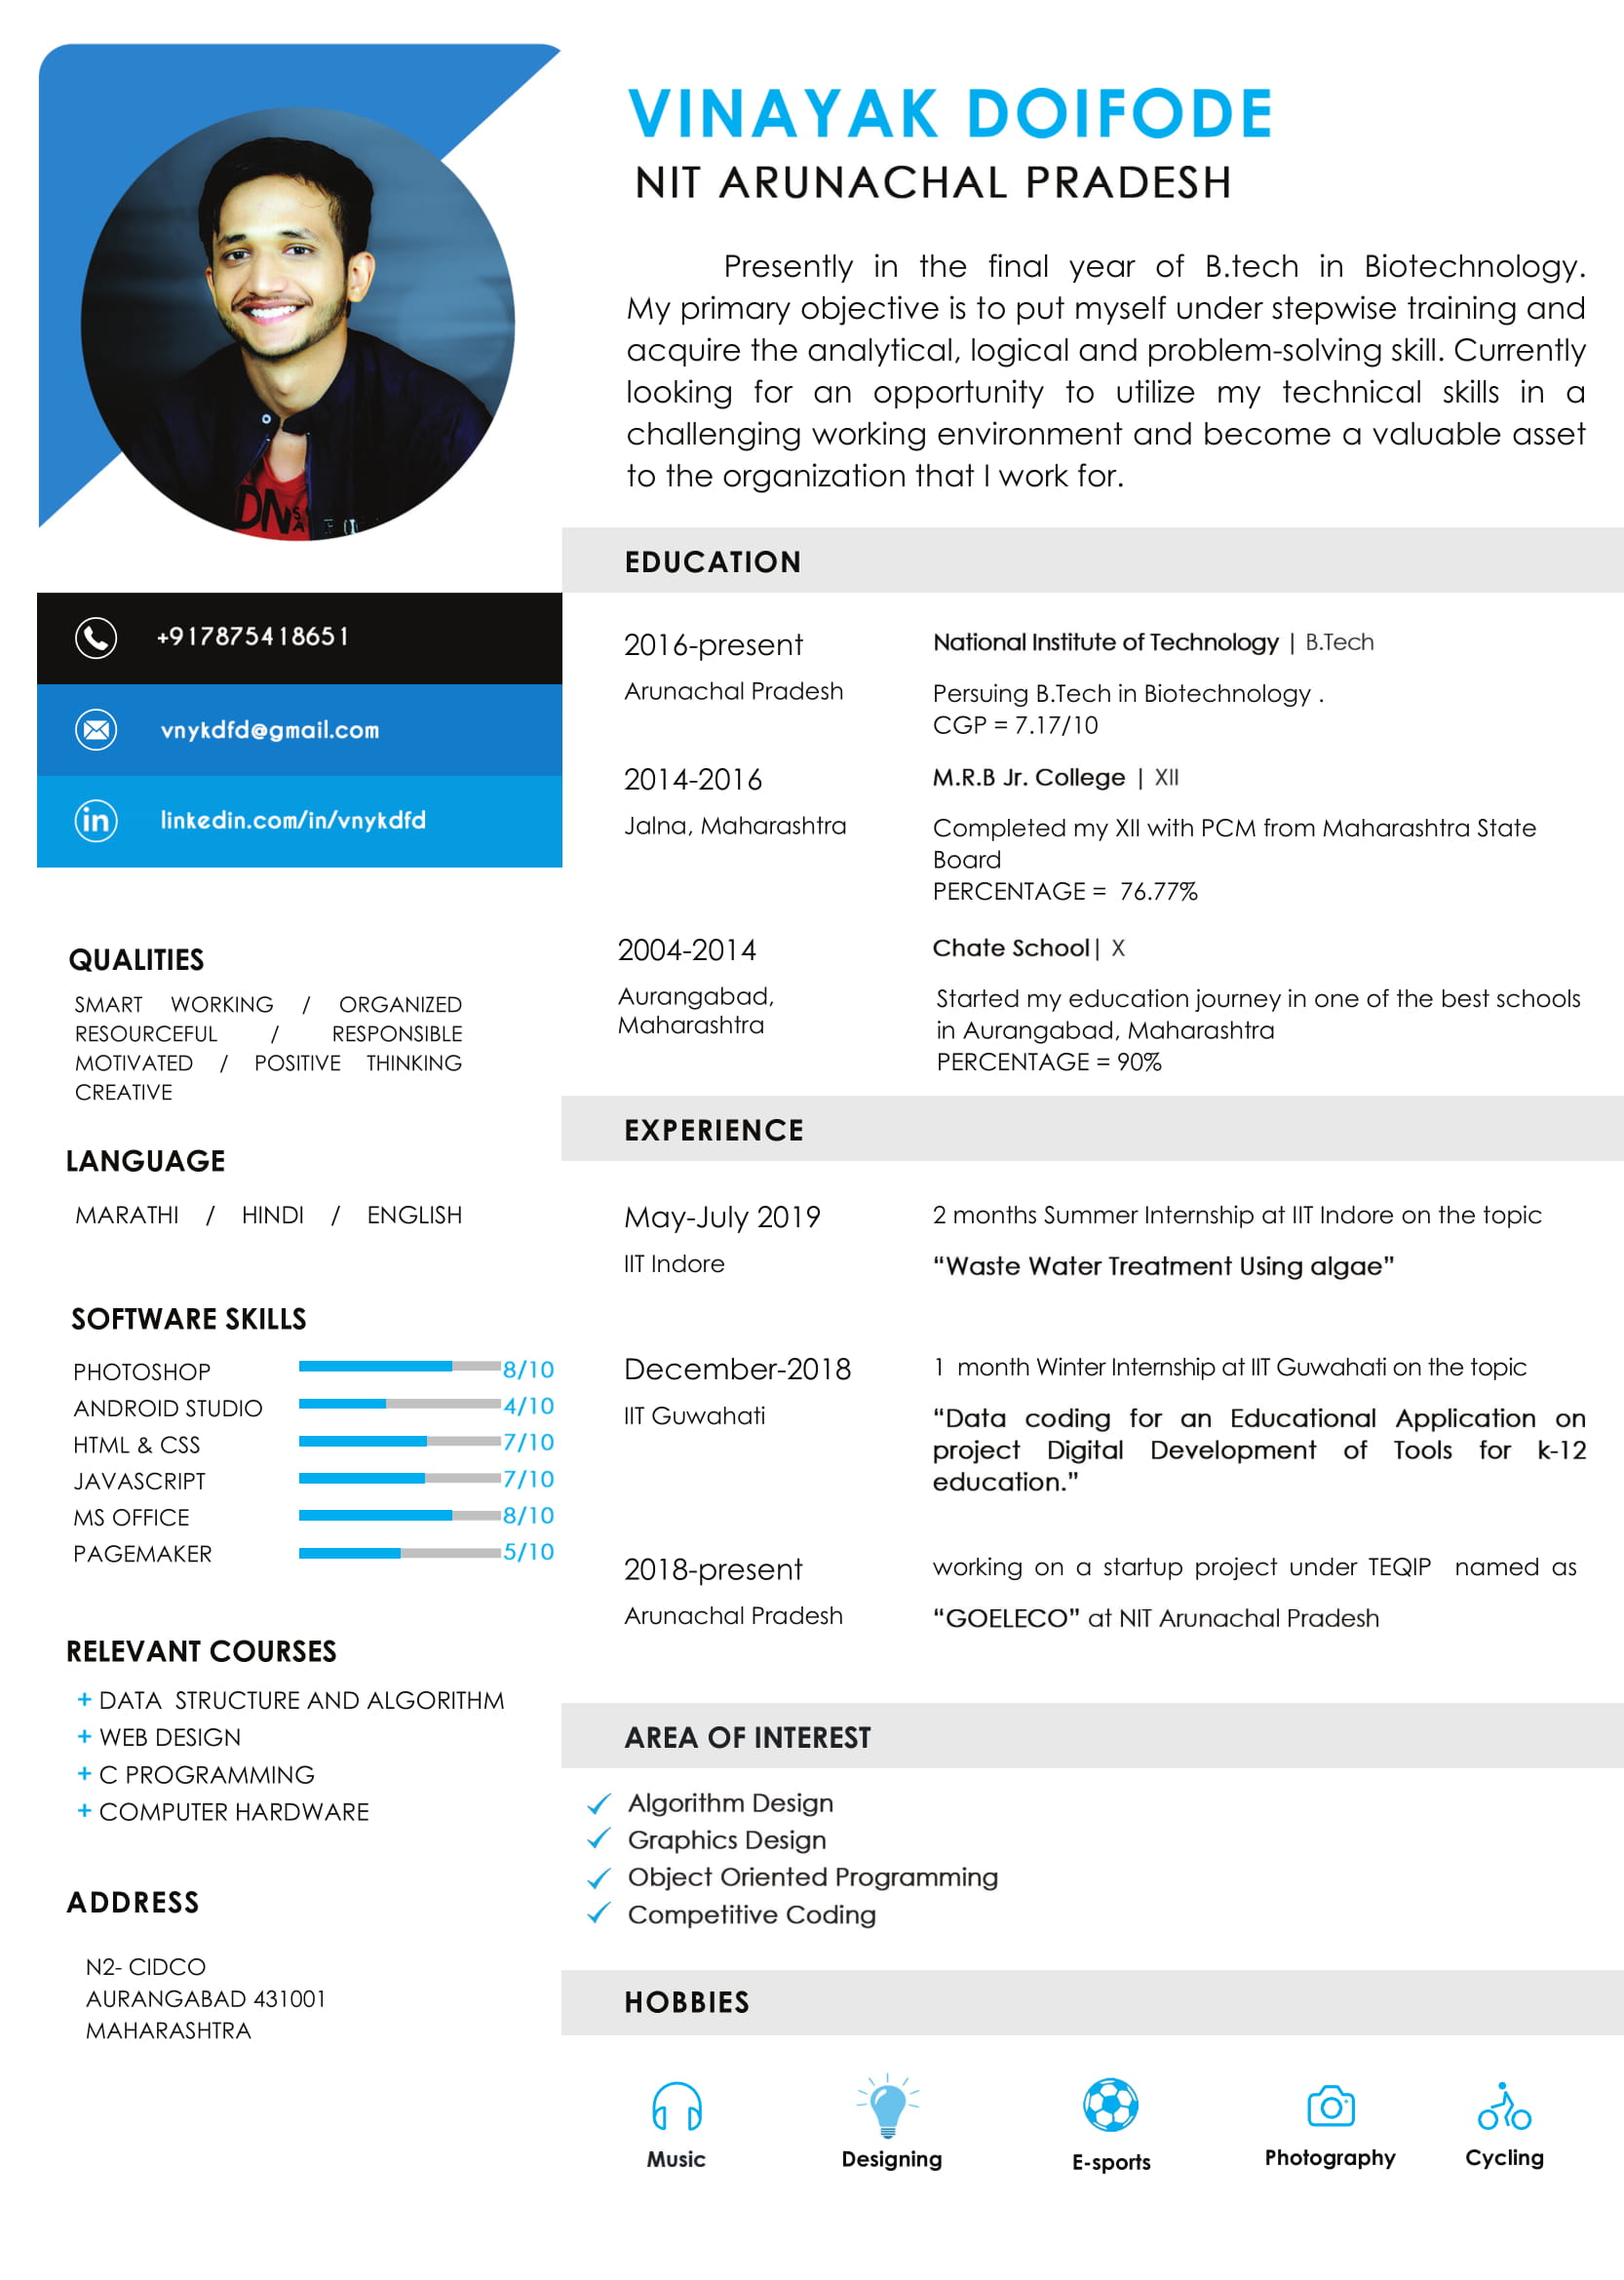 VINAYAK DOIFODE
NIT ARUNACHAL PRADESH
Presently in the final year of B.tech in Biotechnology.
My primary objective is to put myself under stepwise training and
acquire the analytical, logical and problem-solving skill. Currently
looking for an opportunity to utilize my technical skills in a
challenging working environment and become a valuable asset
to the organization that I work for.
DN
S
A
+917875418651
vnykdfd@gmail.com
in linkedin.com/in/vnykdfd
QUALITIES
SMART WORKING / ORGANIZED
RESOURCEFUL / RESPONSIBLE
MOTIVATED / POSITIVE THINKING
CREATIVE
LANGUAGE
MARATHI / HINDI / ENGLISH
SOFTWARE SKILLS
PHOTOSHOP 8/10
ANDROID STUDIO 4/10
HTML & CSS 7/10
JAVASCRIPT 7/10
MS OFFICE 8/10
PAGEMAKER 5/10
RELEVANT COURSES
+ DATA STRUCTURE AND ALGORITHM
+ WEB DESIGN
+ C PROGRAMMING
+ COMPUTER HARDWARE
ADDRESS
N2- CIDCO
AURANGABAD 431001
MAHARASHTRA
EDUCATION
2016-present
Arunachal Pradesh
National Institute of Technology | B.Tech
Persuing B.Tech in Biotechnology .
CGP = 7.17/10
2014-2016
Jalna, Maharashtra
M.R.B Jr. College | XII
Completed my XII with PCM from Maharashtra State
Board
PERCENTAGE = 76.77%
2004-2014
Aurangabad,
Maharashtra
Chate School| X
Started my education journey in one of the best schools
in Aurangabad, Maharashtra
PERCENTAGE = 90%
EXPERIENCE
May-July 2019
IIT Indore
2 months Summer Internship at IIT Indore on the topic
“Waste Water Treatment Using algae”
December-2018
IIT Guwahati
1 month Winter Internship at IIT Guwahati on the topic
“Data coding for an Educational Application on
project Digital Development of Tools for k-12
education.”
2018-present
Arunachal Pradesh
working on a startup project under TEQIP named as
“GOELECO” at NIT Arunachal Pradesh
AREA OF INTEREST
Algorithm Design
Graphics Design
Object Oriented Programming
Competitive Coding
HOBBIES
Music
Designing
E-sports
Photography
Cycling